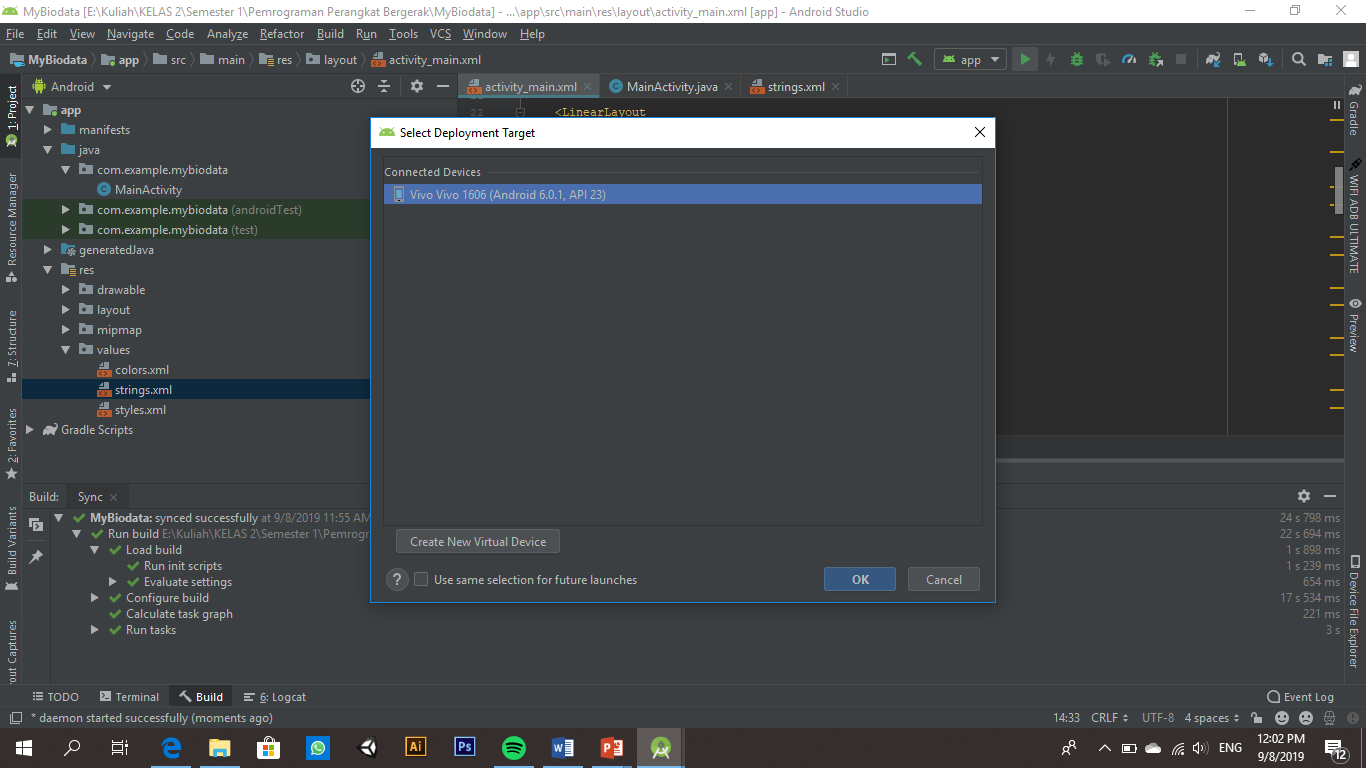 MyBiodata [E:\Kuliah\KELAS 2\Semester 1\Pemrograman Perangkat Bergerak\MyBiodata] - ...\app\src\main\res\layout\activity_main.xml [app] - Android Studio
File Edit View Navigate Code Analyze Refactor Build Run Tools VCS Window Help
MyBiodata app src main res layout activity_main.xml app
Android
activity_main.xml MainActivity.java strings.xml
1: Project
Resource Manager
7: Structure
2: Favorites
Build Variants
out Captures
app
manifests
java
com.example.mybiodata
MainActivity
com.example.mybiodata (androidTest)
com.example.mybiodata (test)
generatedJava
res
drawable
layout
mipmap
values
colors.xml
strings.xml
styles.xml
Gradle Scripts
22 <LinearLayout
Select Deployment Target
Connected Devices
Vivo Vivo 1606 (Android 6.0.1, API 23)
Create New Virtual Device
? Use same selection for future launches
OK Cancel
Gradle
WIFI ADB ULTIMATE
Preview
Device File Explorer
Build: Sync
MyBiodata: synced successfully at 9/8/2019 11:55 AM 24 s 798 ms
Run build E:\Kuliah\KELAS 2\Semester 1\Pemrogr 22 s 694 ms
Load build 1 s 898 ms
Run init scripts 1 s 239 ms
Evaluate settings 654 ms
Configure build 17 s 534 ms
Calculate task graph 221 ms
Run tasks 3 s
TODO Terminal Build 6: Logcat Event Log
* daemon started successfully (moments ago) 14:33 CRLF UTF-8 4 spaces
Ai Ps ENG 12:02 PM
9/8/2019 12